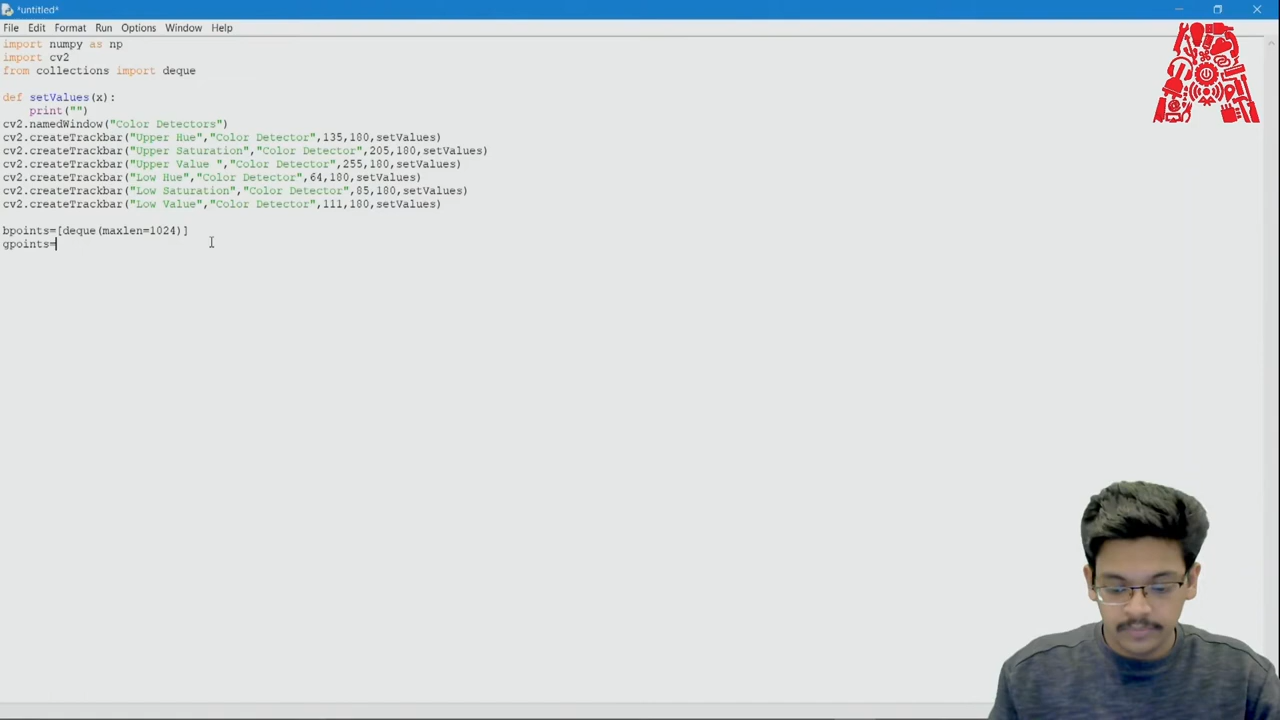 *untitled*
File Edit Format Run Options Window Help
import numpy as np
import cv2
from collections import deque
def setValues(x):
    print("")
cv2.namedWindow("Color Detectors")
cv2.createTrackbar("Upper Hue","Color Detector",135,180,setValues)
cv2.createTrackbar("Upper Saturation","Color Detector",205,180,setValues)
cv2.createTrackbar("Upper Value ","Color Detector",255,180,setValues)
cv2.createTrackbar("Low Hue","Color Detector",64,180,setValues)
cv2.createTrackbar("Low Saturation","Color Detector",85,180,setValues)
cv2.createTrackbar("Low Value","Color Detector",111,180,setValues)
bpoints=[deque(maxlen=1024)]
gpoints=